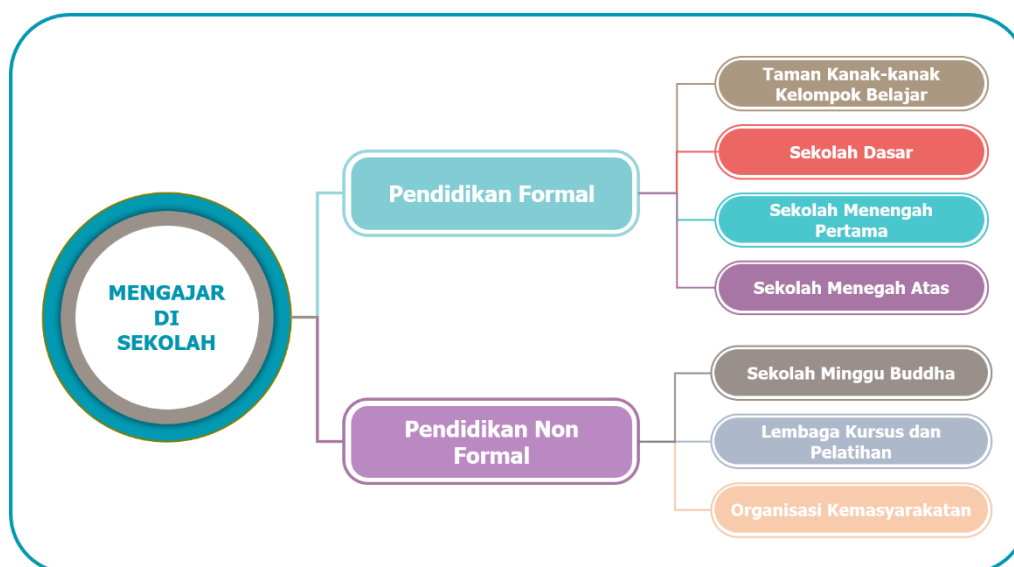 MENGAJAR
DI
SEKOLAH
Pendidikan Formal
Taman Kanak-kanak
Kelompok Belajar
Sekolah Dasar
Sekolah Menengah
Pertama
Sekolah Menegah Atas
Pendidikan Non
Formal
Sekolah Minggu Buddha
Lembaga Kursus dan
Pelatihan
Organisasi Kemasyarakatan